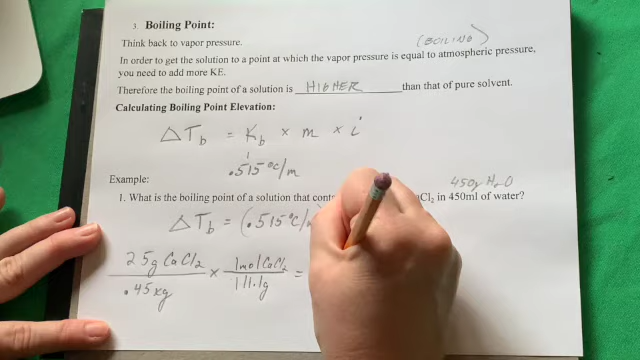 3. Boiling Point:
Think back to vapor pressure.
(BOILING)
In order to get the solution to a point at which the vapor pressure is equal to atmospheric pressure,
you need to add more KE.
Therefore the boiling point of a solution is HIGHER than that of pure solvent.
Calculating Boiling Point Elevation:
ΔTb = Kb × m × i
.515°C/m
Example:
450g H2O
1. What is the boiling point of a solution that CaCl2 in 450ml of water?
ΔTb = (.515°C/
25g CaCl2 / .45kg × 1mol CaCl2 / 111.1g =